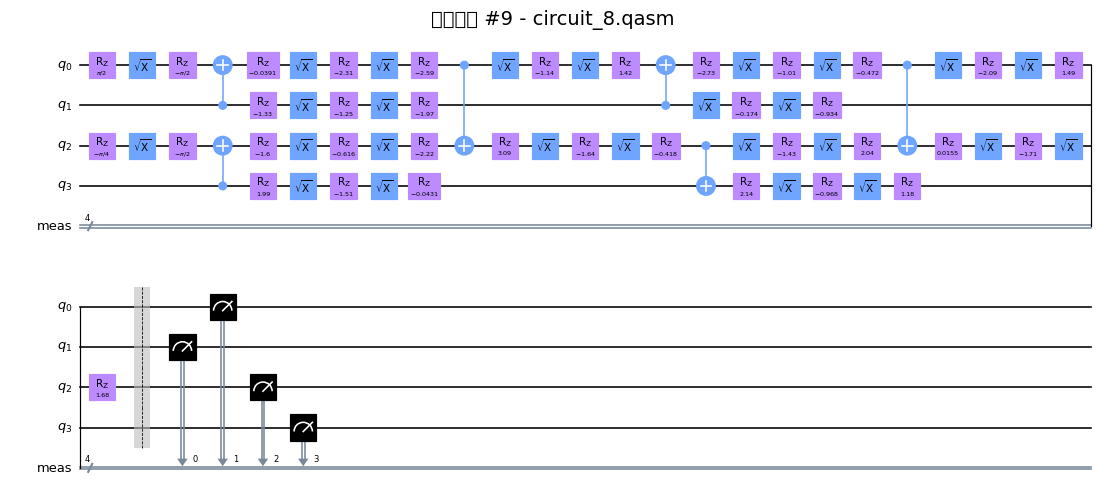 #9 - circuit_8.qasm
q0 Rz π/2 √X Rz −π/2 Rz −0.0391 √X Rz −2.31 √X Rz −2.59 √X Rz −1.14 √X Rz 1.42 Rz −2.73 √X Rz −1.01 √X Rz −0.472 √X Rz −2.09 √X Rz 1.49
q1 Rz −1.33 √X Rz −1.25 √X Rz −1.97 √X Rz −0.174 √X Rz −0.934
q2 Rz −π/4 √X Rz −π/2 Rz −1.6 √X Rz −0.616 √X Rz −2.22 Rz 3.09 √X Rz −1.64 √X Rz −0.418 √X Rz −1.43 √X Rz 2.04 Rz 0.0155 √X Rz −1.71 √X
q3 Rz 1.99 √X Rz −1.51 √X Rz −0.0431 Rz 2.14 √X Rz −0.968 √X Rz 1.18
meas 4
q0
q1
q2 Rz 1.68
q3
meas 4 0 1 2 3